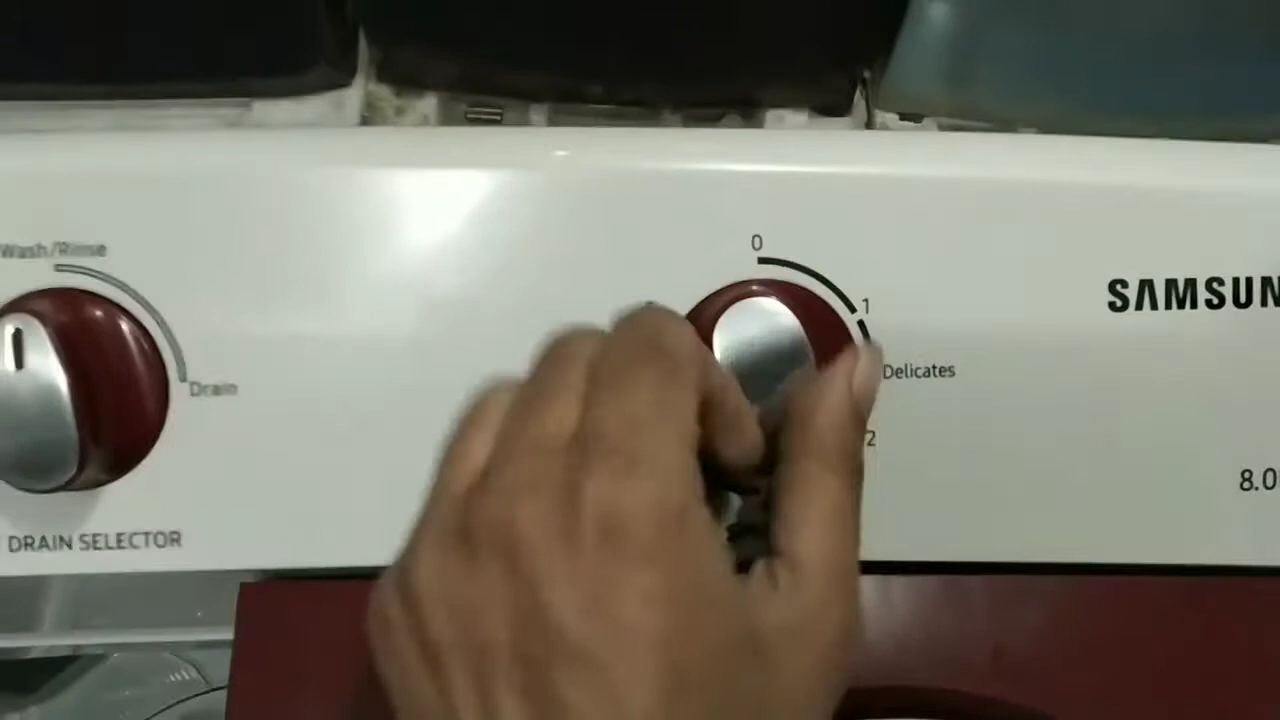 Wash/Rinse
Drain
DRAIN SELECTOR
0
1
Delicates
2
SAMSUN
8.0